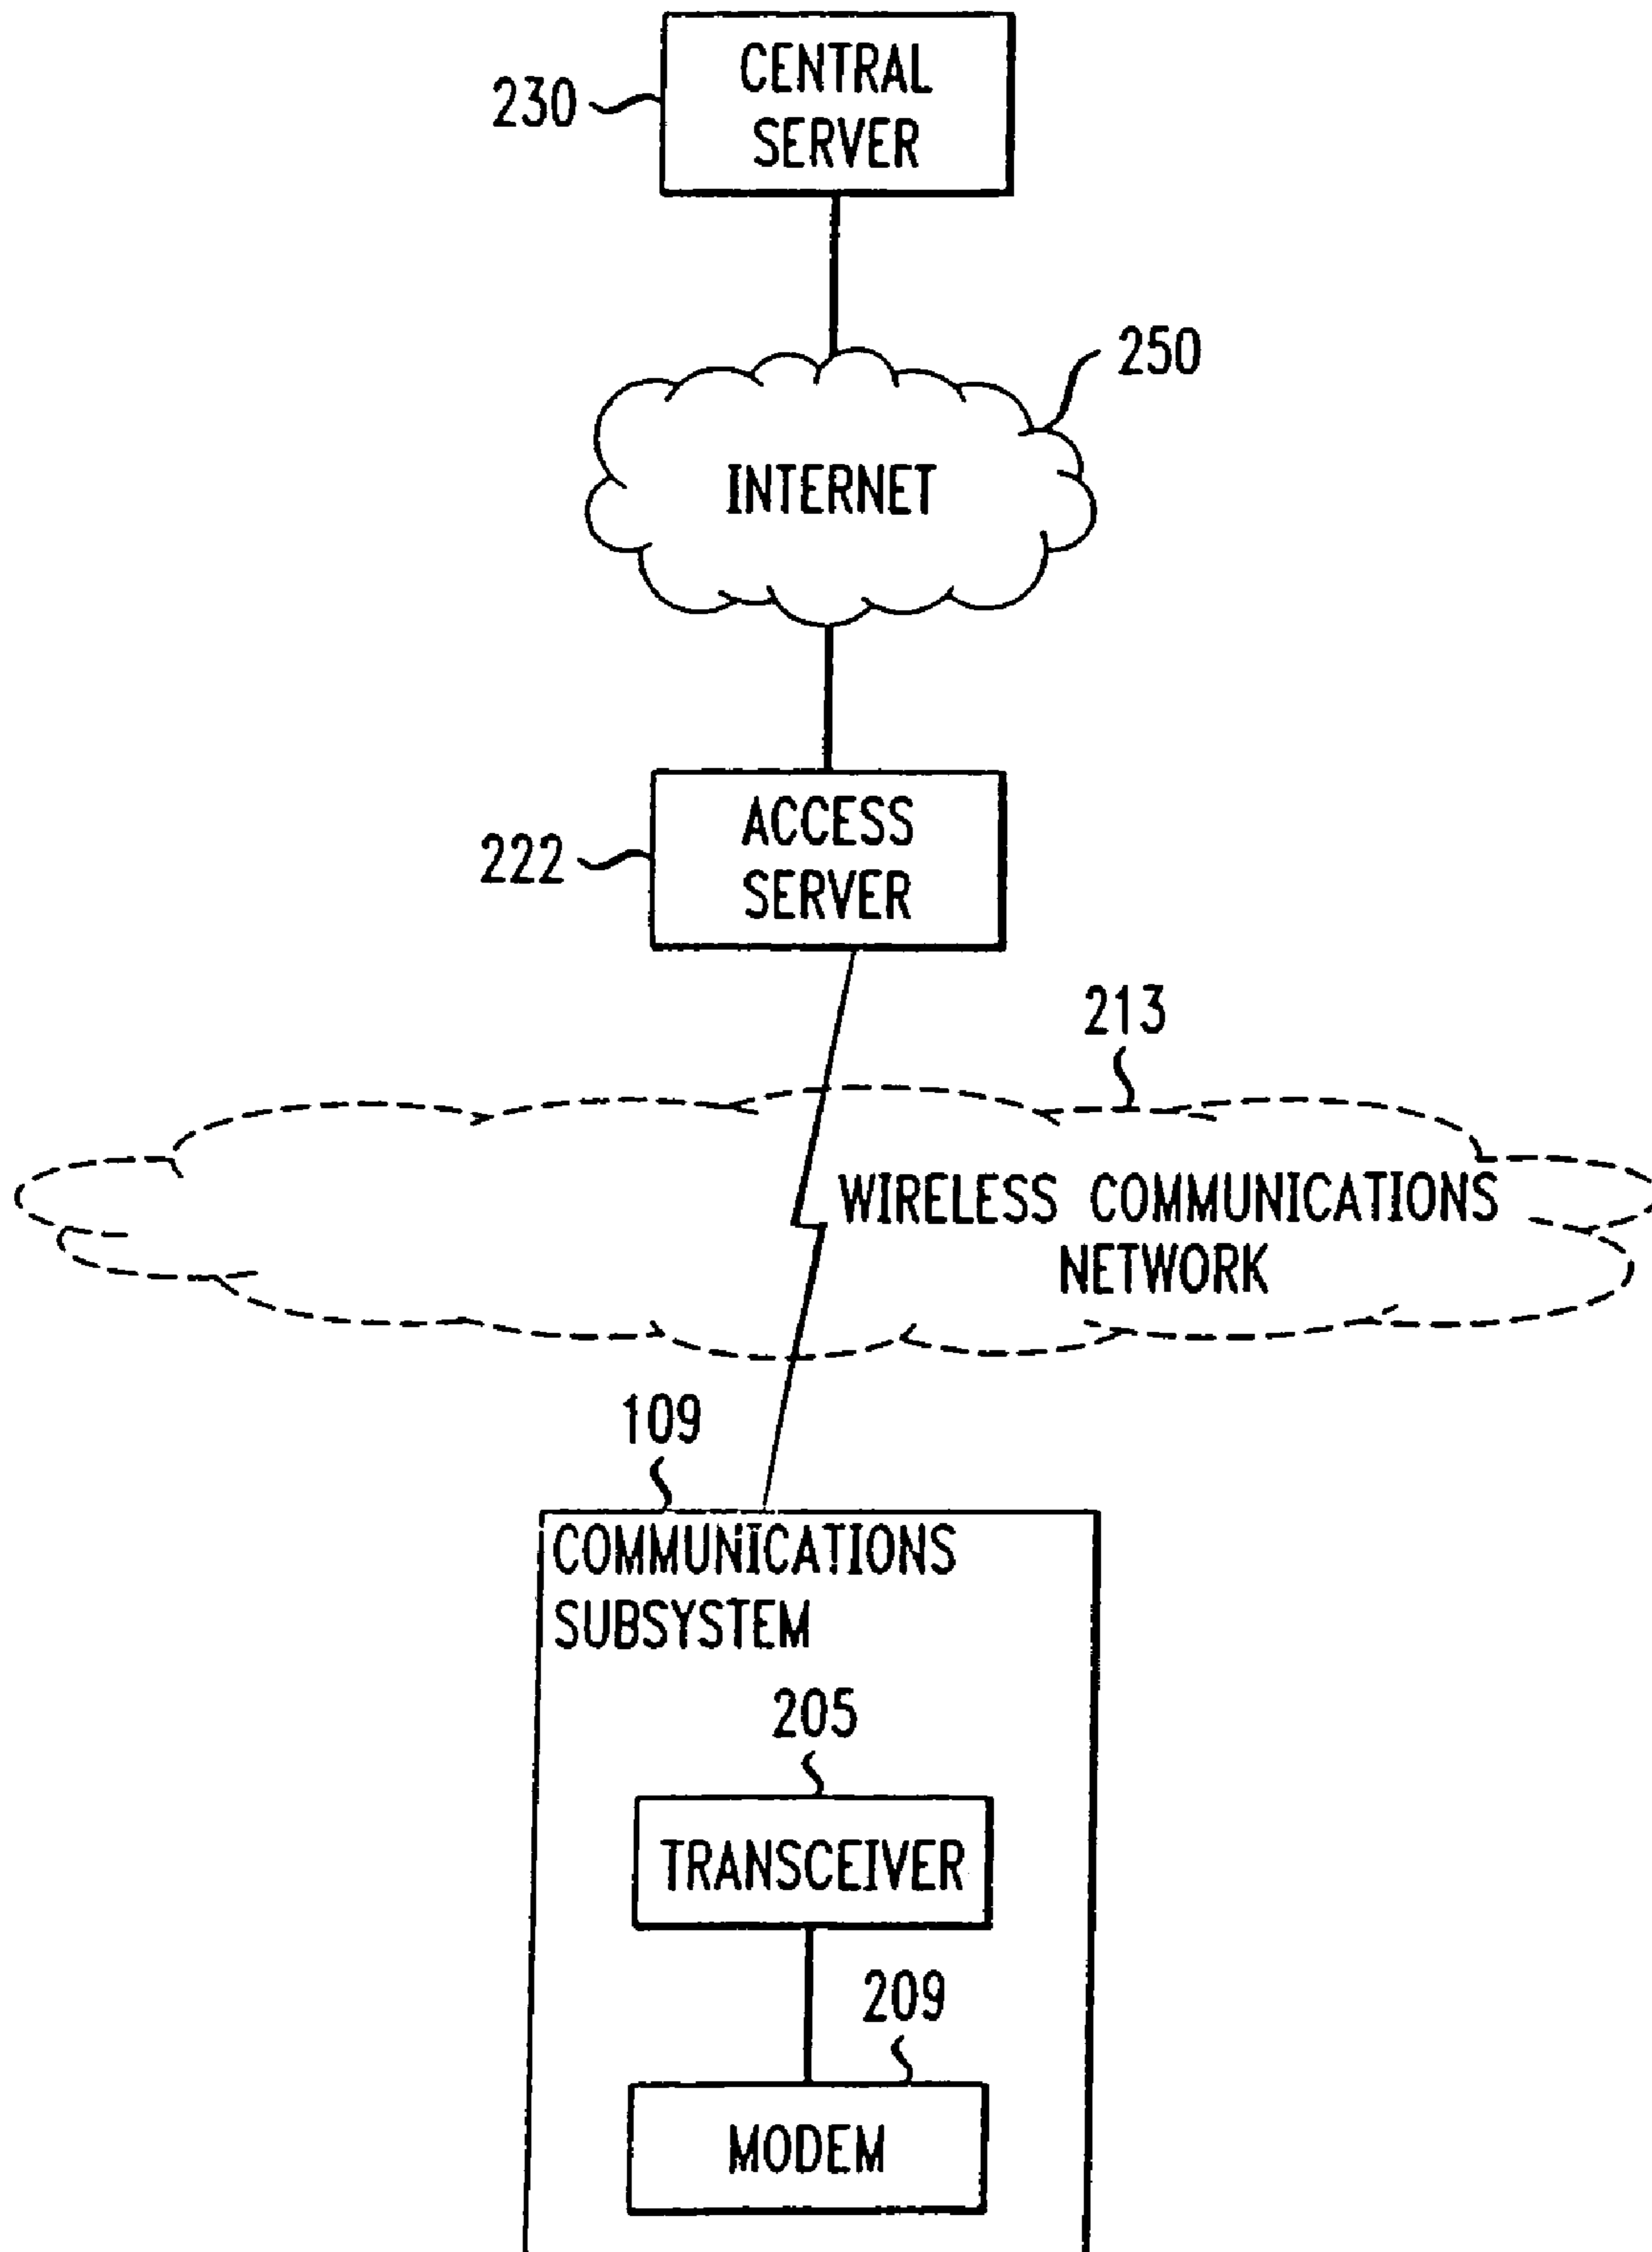 CENTRAL
SERVER
230
250
INTERNET
ACCESS
SERVER
222
213
WIRELESS COMMUNICATIONS
NETWORK
109
COMMUNICATIONS
SUBSYSTEM
205
TRANSCEIVER
209
MODEM